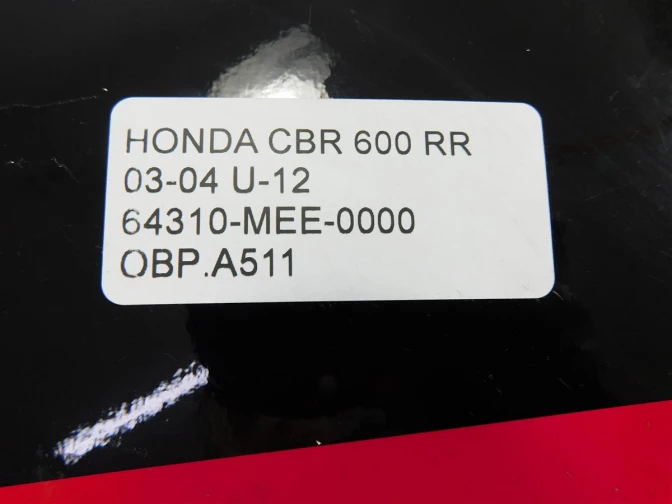 HONDA CBR 600 RR
03-04 U-12
64310-MEE-0000
OBP.A511